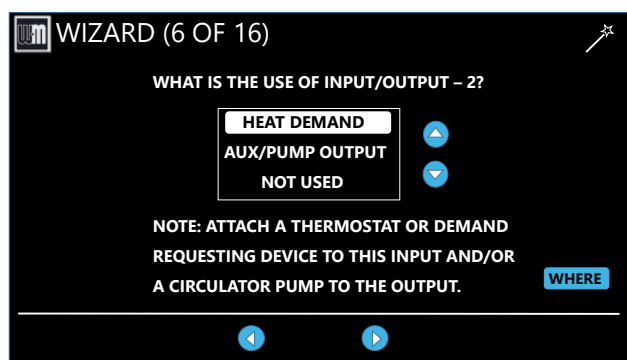 wm WIZARD (6 OF 16)
WHAT IS THE USE OF INPUT/OUTPUT – 2?
HEAT DEMAND
AUX/PUMP OUTPUT
NOT USED
NOTE: ATTACH A THERMOSTAT OR DEMAND
REQUESTING DEVICE TO THIS INPUT AND/OR
A CIRCULATOR PUMP TO THE OUTPUT.
WHERE